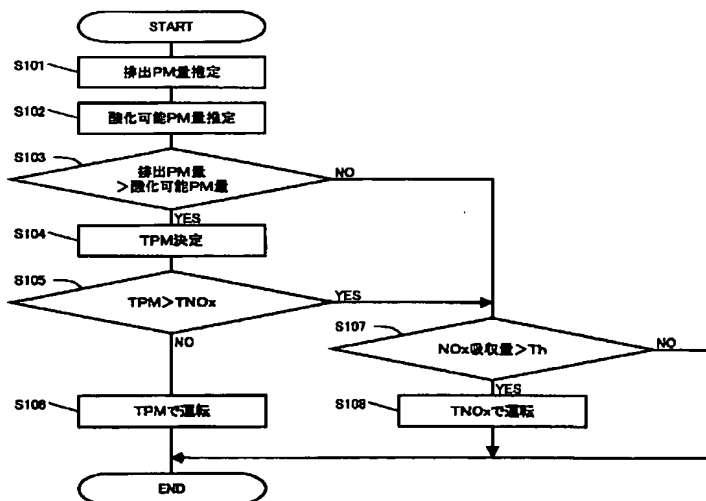 START
S101
排出PM量推定
S102
酸化可能PM量推定
S103
排出PM量
>酸化可能PM量
NO
YES
S104
TPM決定
S105
TPM>TNOx
YES
NO
S107
NOx吸収量>Th
NO
YES
S106
TPMで運転
S108
TNOxで運転
END